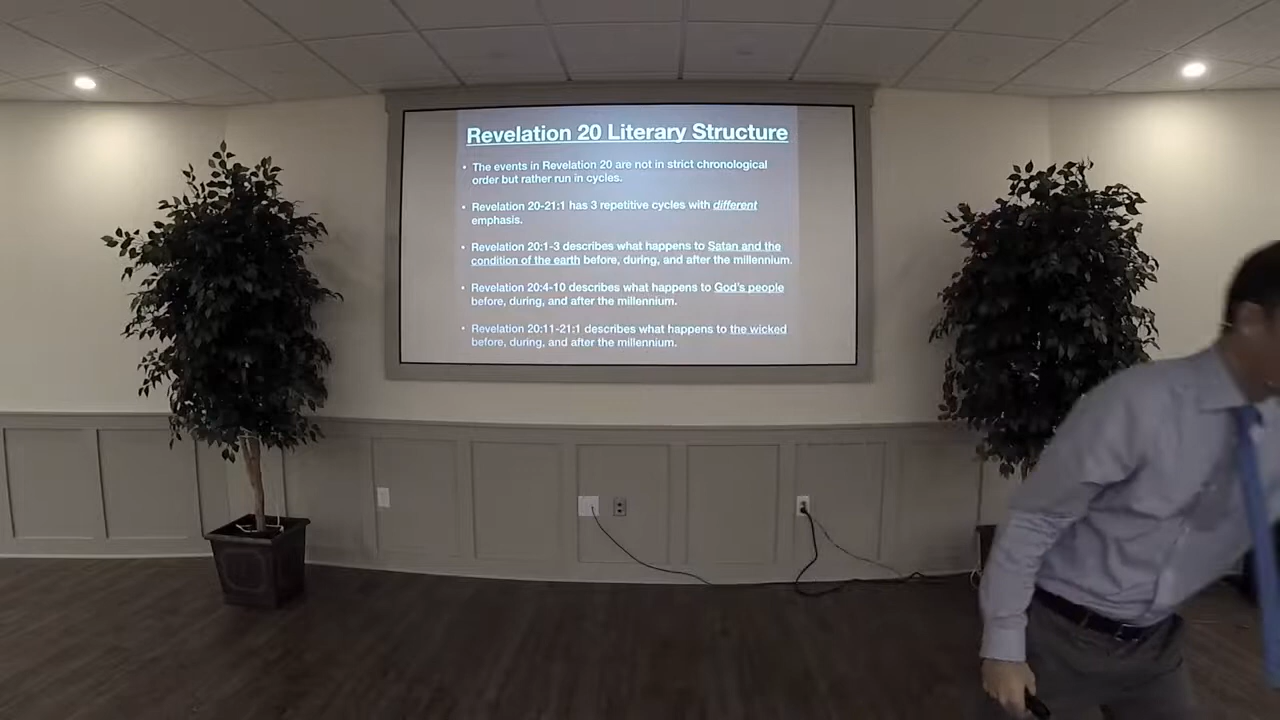 Revelation 20 Literary Structure
• The events in Revelation 20 are not in strict chronological
order but rather run in cycles.
• Revelation 20-21:1 has 3 repetitive cycles with different
emphasis.
• Revelation 20:1-3 describes what happens to Satan and the
condition of the earth before, during, and after the millennium.
• Revelation 20:4-10 describes what happens to God's people
before, during, and after the millennium.
• Revelation 20:11-21:1 describes what happens to the wicked
before, during, and after the millennium.